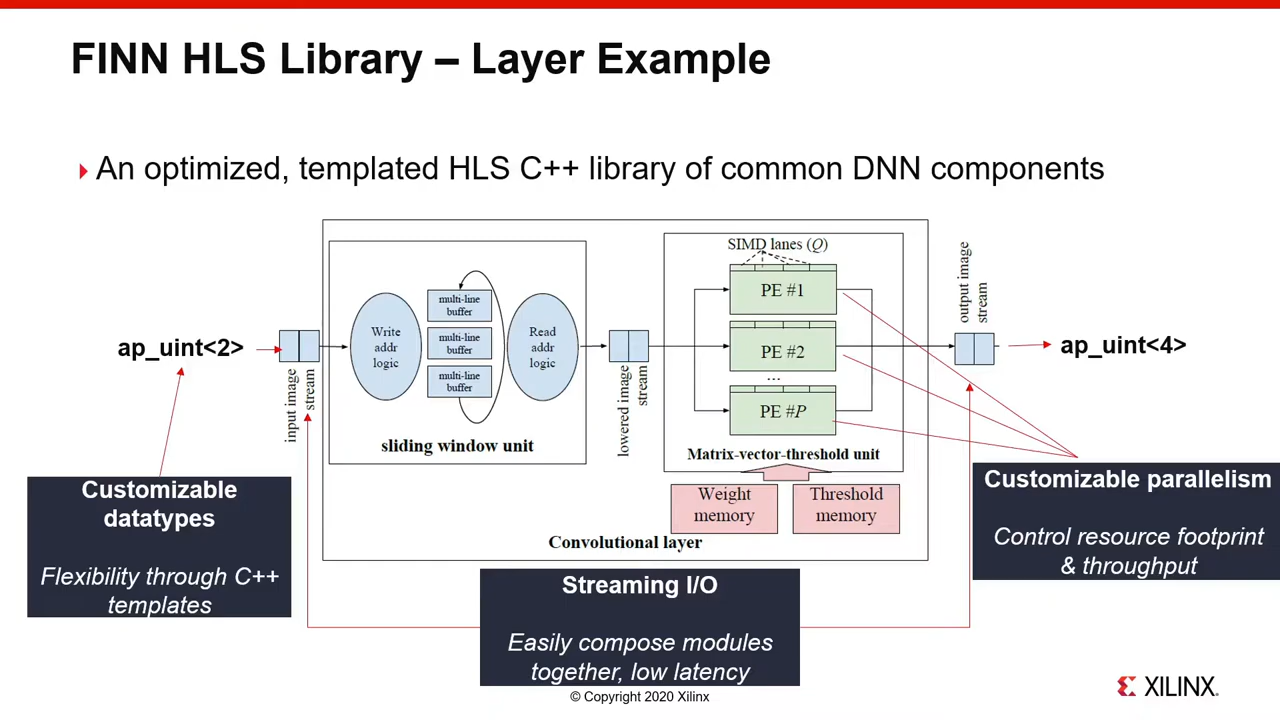 FINN HLS Library – Layer Example
An optimized, templated HLS C++ library of common DNN components
ap_uint<2>
input image
stream
Write
addr
logic
multi-line
buffer
multi-line
buffer
multi-line
buffer
Read
addr
logic
sliding window unit
lowered image
stream
SIMD lanes (Q)
PE #1
PE #2
...
PE #P
Matrix-vector-threshold unit
Weight
memory
Threshold
memory
Convolutional layer
output image
stream
ap_uint<4>
Customizable
datatypes
Flexibility through C++
templates
Streaming I/O
Easily compose modules
together, low latency
Customizable parallelism
Control resource footprint
& throughput
© Copyright 2020 Xilinx
XILINX.